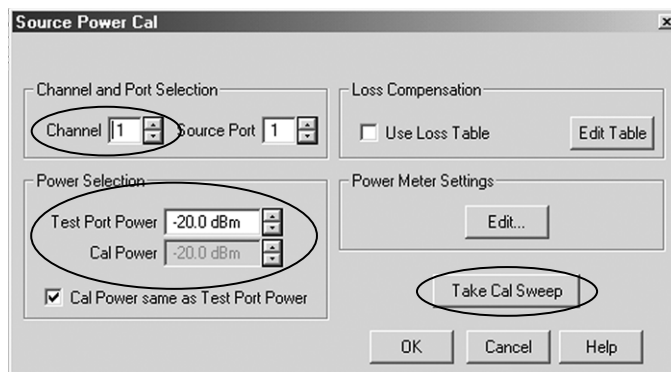 Source Power Cal
Channel and Port Selection
Channel 1 Source Port 1
Loss Compensation
Use Loss Table Edit Table
Power Selection
Test Port Power -20.0 dBm
Cal Power -20.0 dBm
Cal Power same as Test Port Power
Power Meter Settings
Edit...
Take Cal Sweep
OK Cancel Help